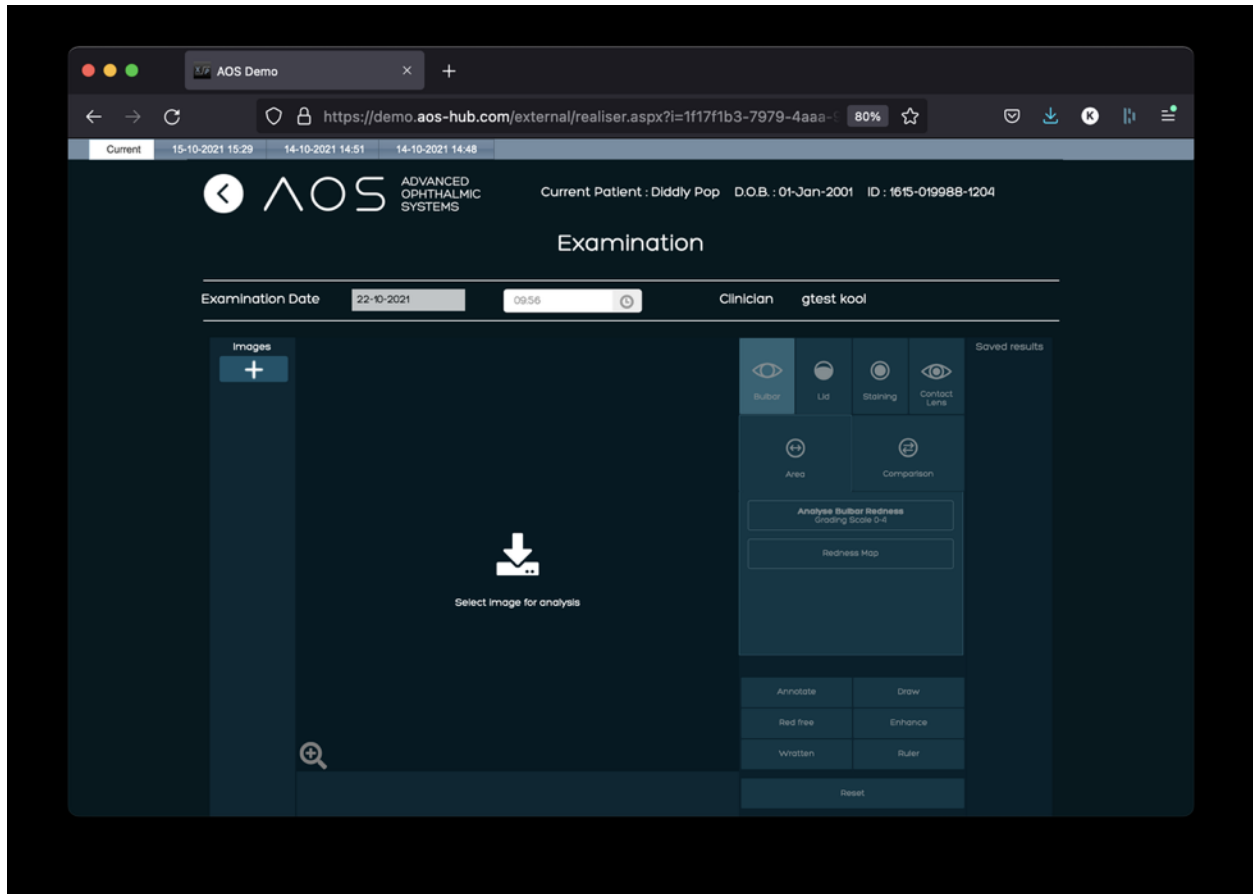 AOS Demo
https://demo.aos-hub.com/external/realiser.aspx?i=1f17f1b3-7979-4aaa-
80%
K
Current 15-10-2021 15:29 14-10-2021 14:51 14-10-2021 14:48
AOS
ADVANCED
OPHTHALMIC
SYSTEMS
Current Patient : Diddly Pop D.O.B. : 01-Jan-2001 ID : 1615-019988-1204
Examination
Examination Date 22-10-2021 09:56 Clinician gtest kool
Images
Select image for analysis
Bulbar Lid Staining Contact
Lens
Area Comparison
Analyse Bulbar Redness
Grading Scale 0-4
Redness Map
Annotate Draw
Red free Enhance
Wratten Ruler
Reset
Saved results